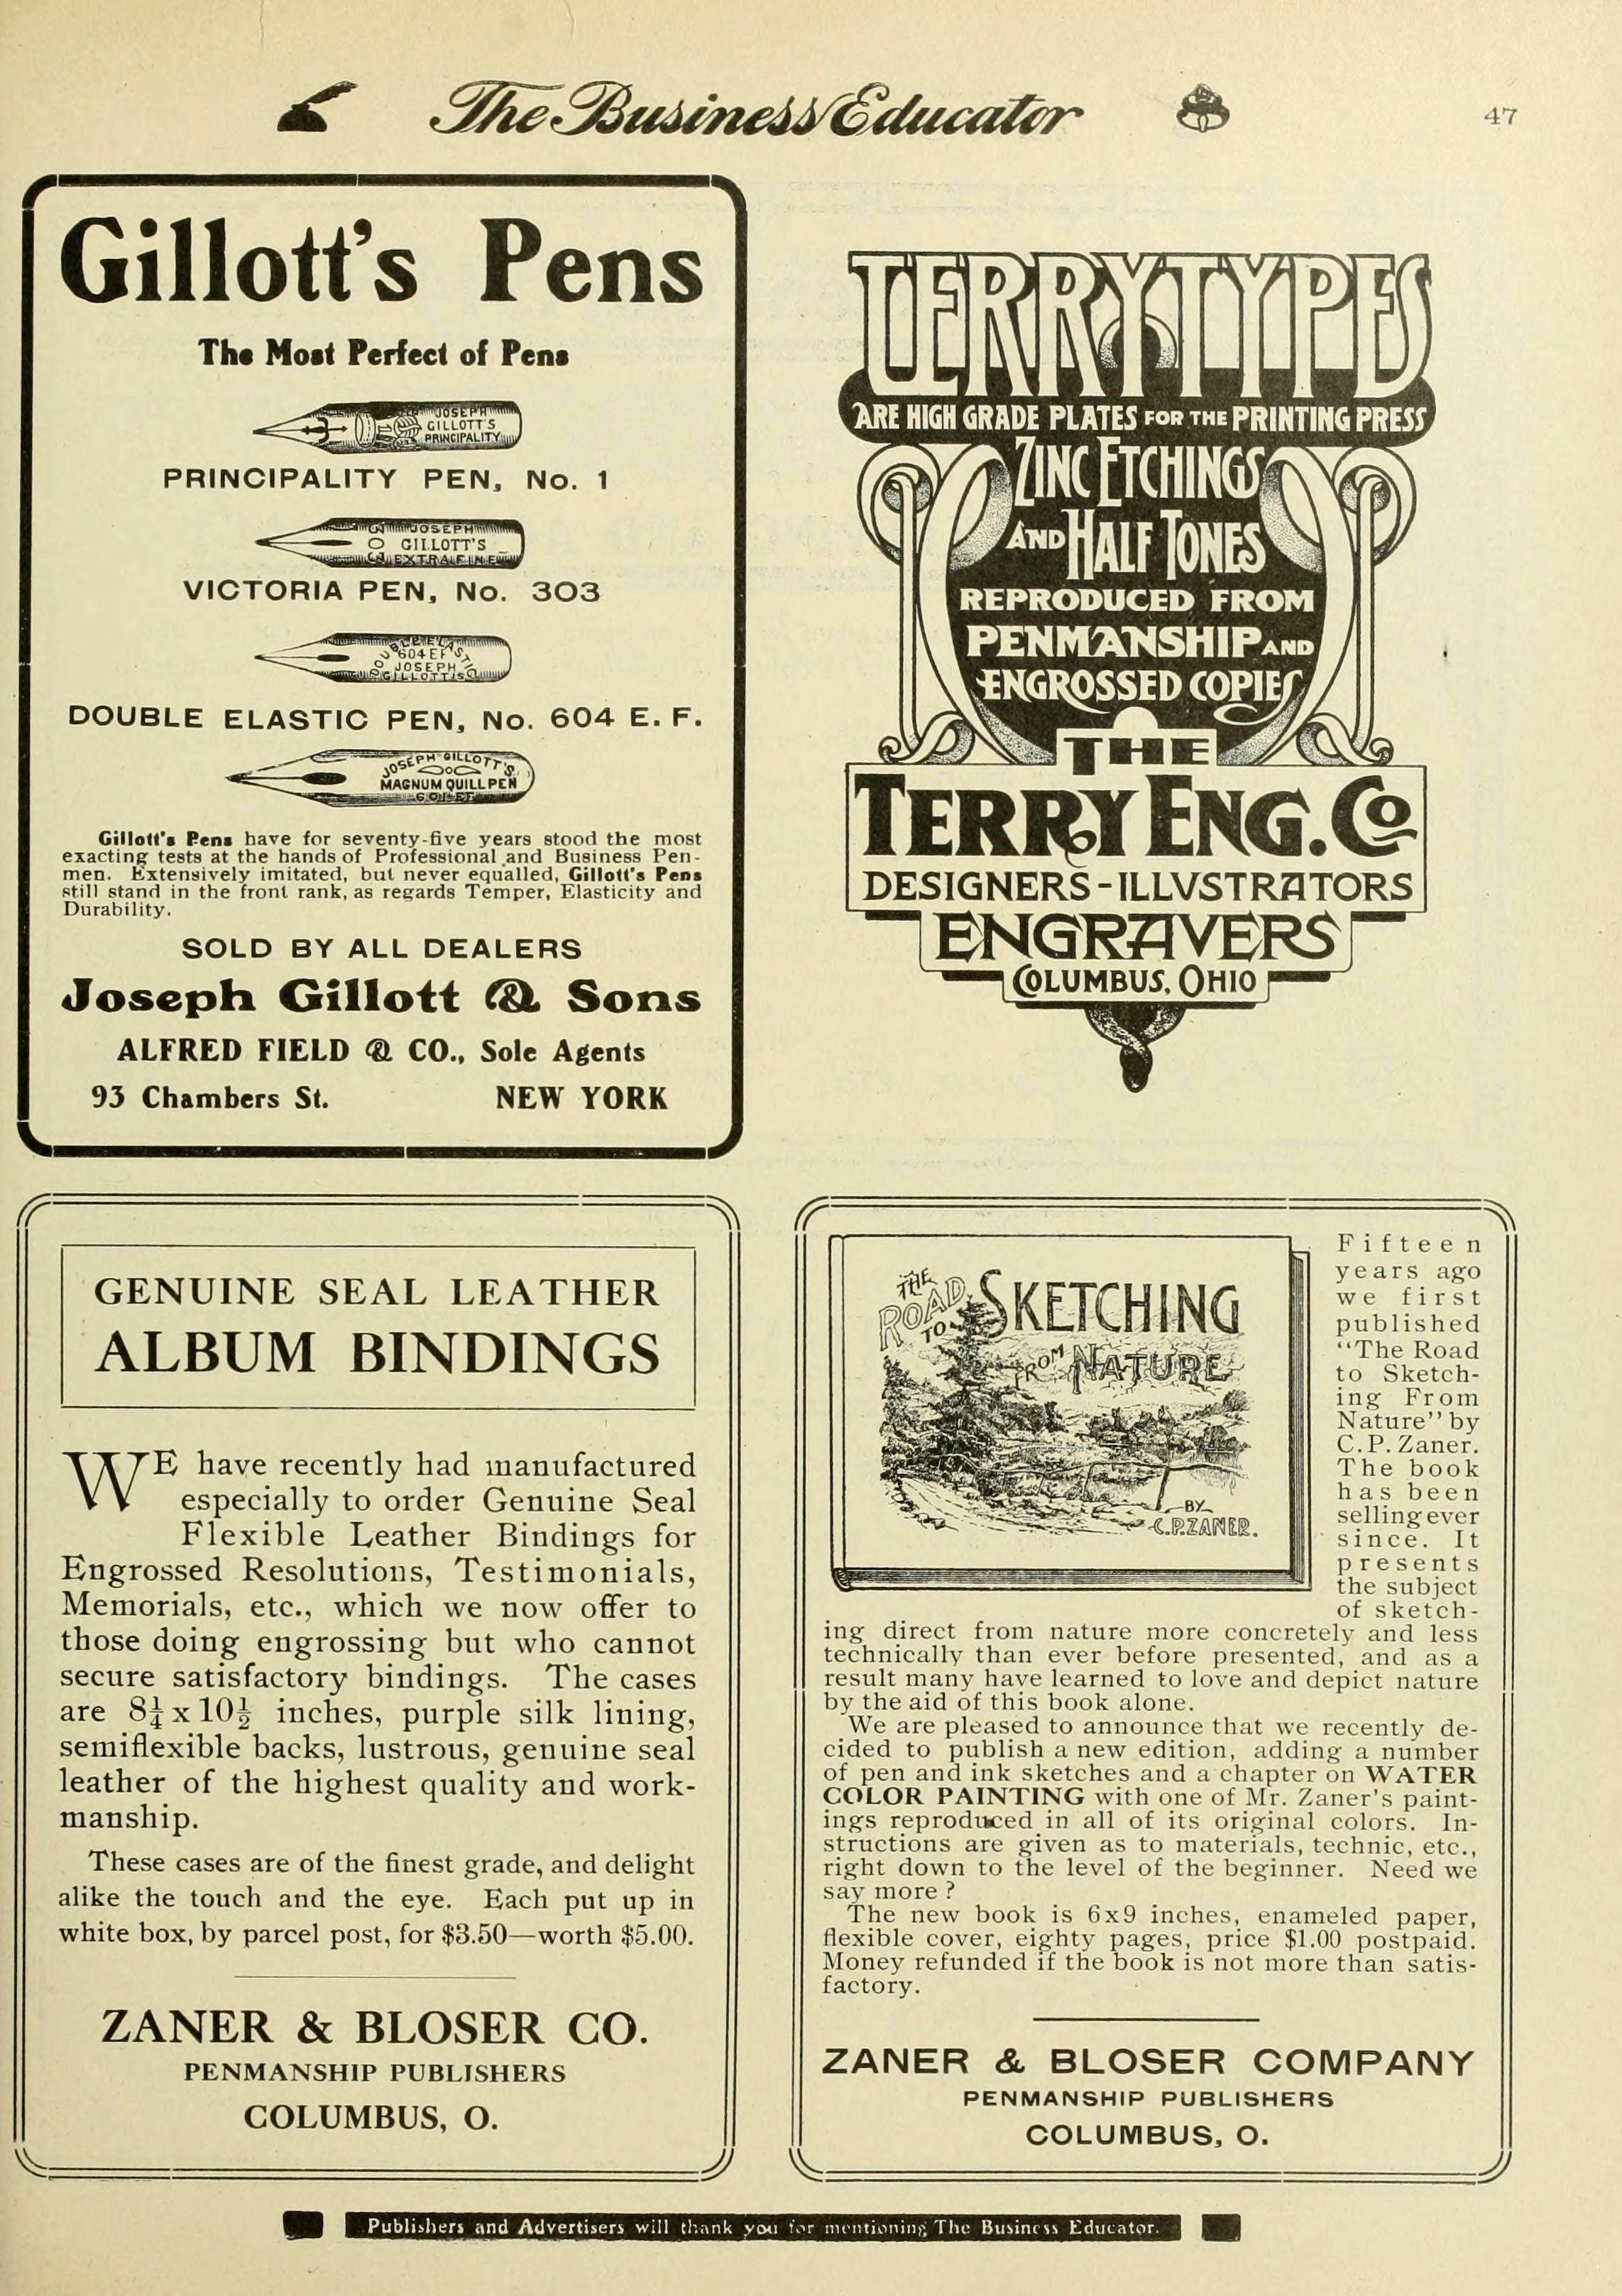 The Business Educator
47
Gillott's Pens
The Most Perfect of Pens
JOSEPH
GILLOTT'S
PRINCIPALITY
PRINCIPALITY PEN, No. 1
303
JOSEPH
GILLOTT'S
EXTRA FINE
VICTORIA PEN, No. 303
DOUBLE ELASTIC
604 EF
JOSEPH
GILLOTT'S
DOUBLE ELASTIC PEN, No. 604 E. F.
JOSEPH GILLOTT'S
MAGNUM QUILL PEN
601 EF
Gillott's Pens have for seventy-five years stood the most
exacting tests at the hands of Professional and Business Pen-
men. Extensively imitated, but never equalled, Gillott's Pens
still stand in the front rank, as regards Temper, Elasticity and
Durability.
SOLD BY ALL DEALERS
Joseph Gillott & Sons
ALFRED FIELD & CO., Sole Agents
93 Chambers St. NEW YORK
TERRYTYPES
ARE HIGH GRADE PLATES FOR THE PRINTING PRESS
ZINC ETCHINGS
AND HALF TONES
REPRODUCED FROM
PENMANSHIP AND
ENGROSSED COPIES
THE
TERRY ENG. Co
DESIGNERS-ILLVSTRATORS
ENGRAVERS
COLUMBUS, OHIO
GENUINE SEAL LEATHER
ALBUM BINDINGS
WE have recently had manufactured
especially to order Genuine Seal
Flexible Leather Bindings for
Engrossed Resolutions, Testimonials,
Memorials, etc., which we now offer to
those doing engrossing but who cannot
secure satisfactory bindings. The cases
are 8¼ x 10½ inches, purple silk lining,
semiflexible backs, lustrous, genuine seal
leather of the highest quality and work-
manship.
These cases are of the finest grade, and delight
alike the touch and the eye. Each put up in
white box, by parcel post, for $3.50—worth $5.00.
ZANER & BLOSER CO.
PENMANSHIP PUBLISHERS
COLUMBUS, O.
THE
ROAD
TO
SKETCHING
FROM NATURE
BY
C.P.ZANER.
Fifteen
years ago
we first
published
"The Road
to Sketch-
ing From
Nature" by
C. P. Zaner.
The book
has been
selling ever
since. It
presents
the subject
of sketch-
ing direct from nature more concretely and less
technically than ever before presented, and as a
result many have learned to love and depict nature
by the aid of this book alone.
We are pleased to announce that we recently de-
cided to publish a new edition, adding a number
of pen and ink sketches and a chapter on WATER
COLOR PAINTING with one of Mr. Zaner's paint-
ings reproduced in all of its original colors. In-
structions are given as to materials, technic, etc.,
right down to the level of the beginner. Need we
say more?
The new book is 6x9 inches, enameled paper,
flexible cover, eighty pages, price $1.00 postpaid.
Money refunded if the book is not more than satis-
factory.
ZANER & BLOSER COMPANY
PENMANSHIP PUBLISHERS
COLUMBUS, O.
Publishers and Advertisers will thank you for mentioning The Business Educator.